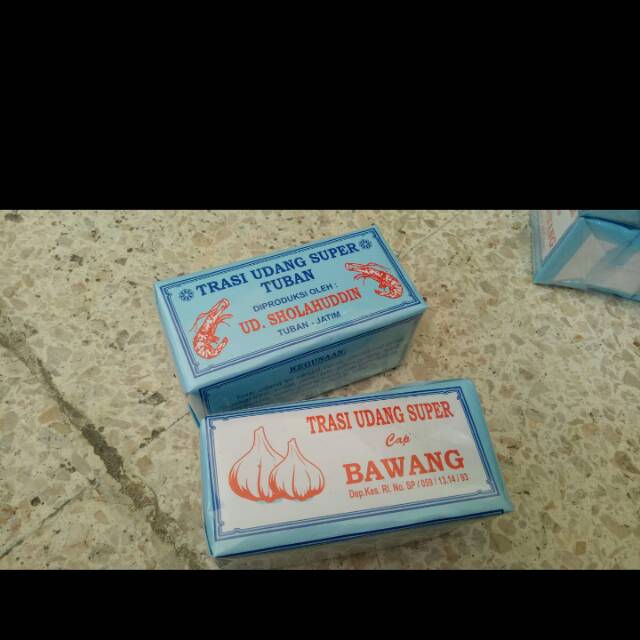 TRASI UDANG SUPER
TUBAN
DIPRODUKSI OLEH :
UD. SHOLAHUDDIN
TUBAN - JATIM
KEGUNAAN:
TRASI UDANG SUPER
Cap
BAWANG
Dep.Kes. RI. No. SP / 059 / 13.14 / 93